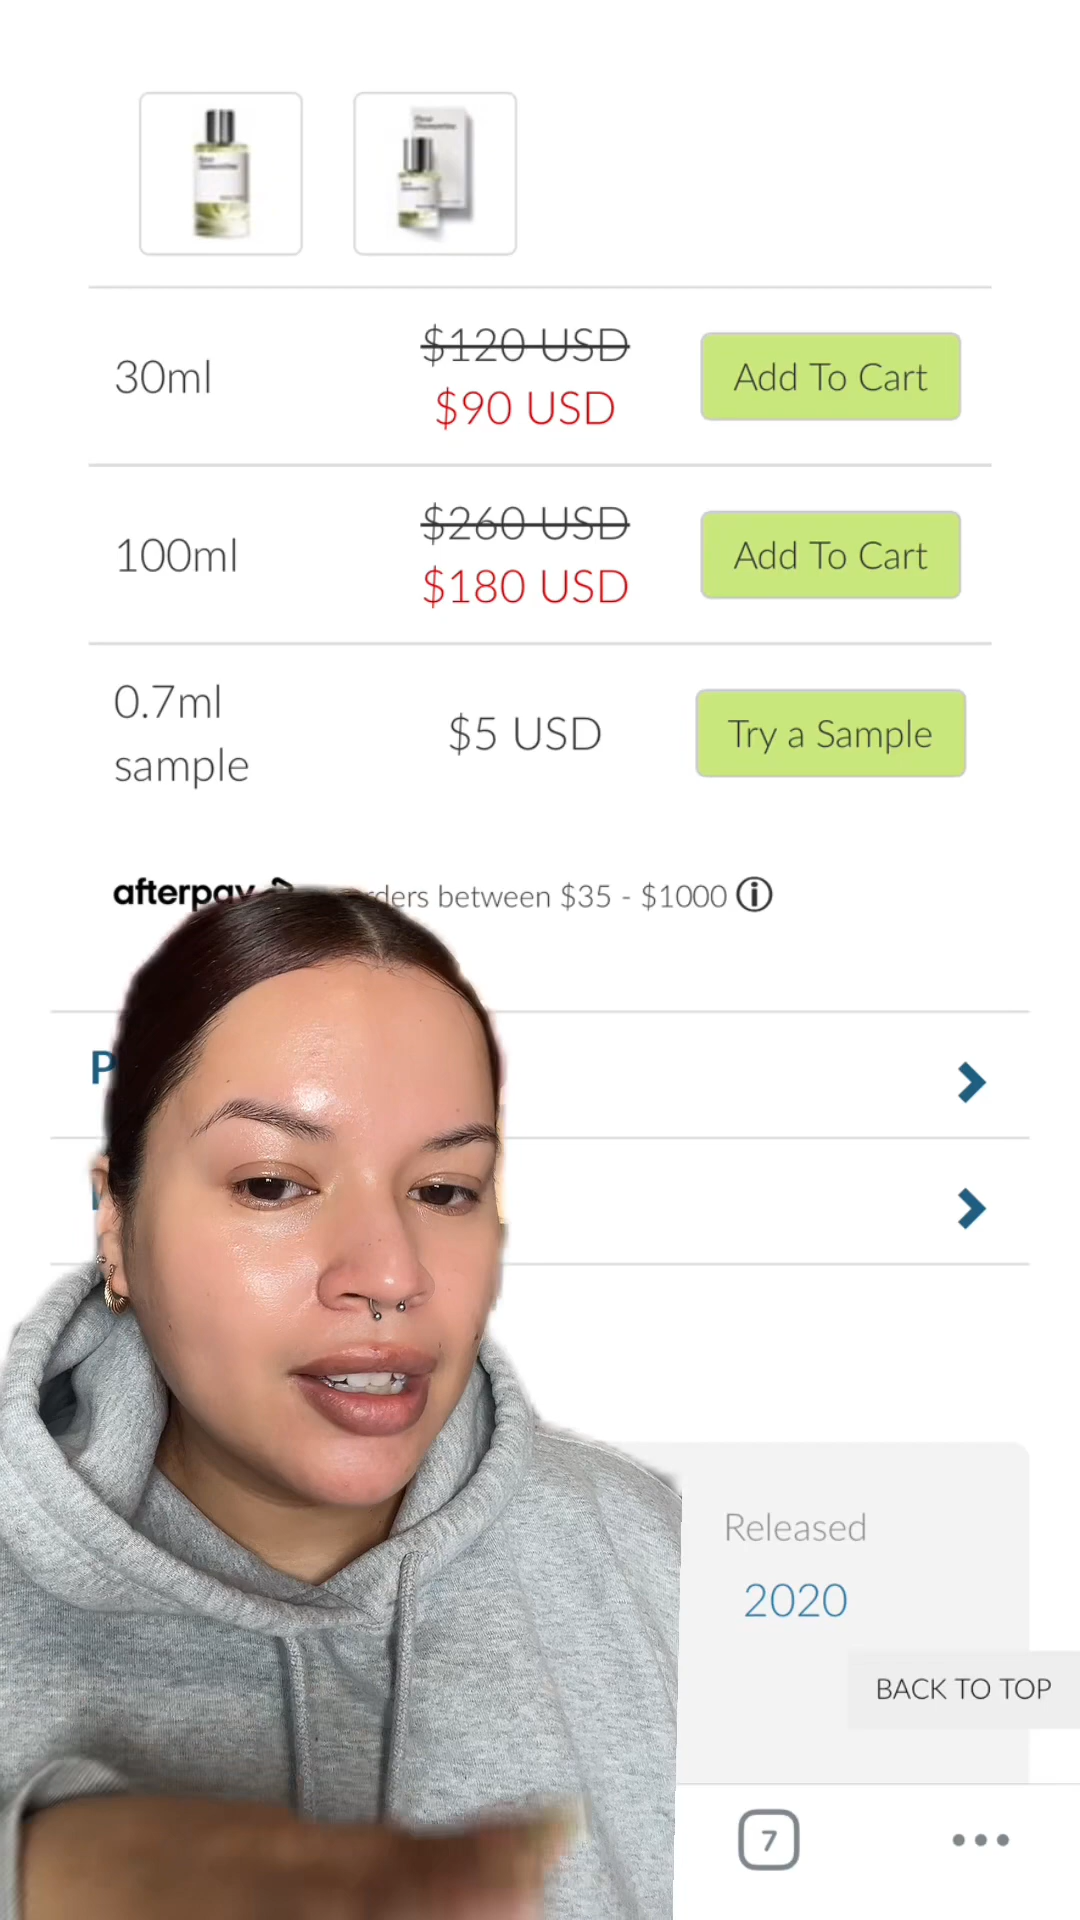 30ml
$120 USD
$90 USD
Add To Cart
100ml
$260 USD
$180 USD
Add To Cart
0.7ml
sample
$5 USD
Try a Sample
afterpay
between $35 - $1000
Released
2020
BACK TO TOP
7